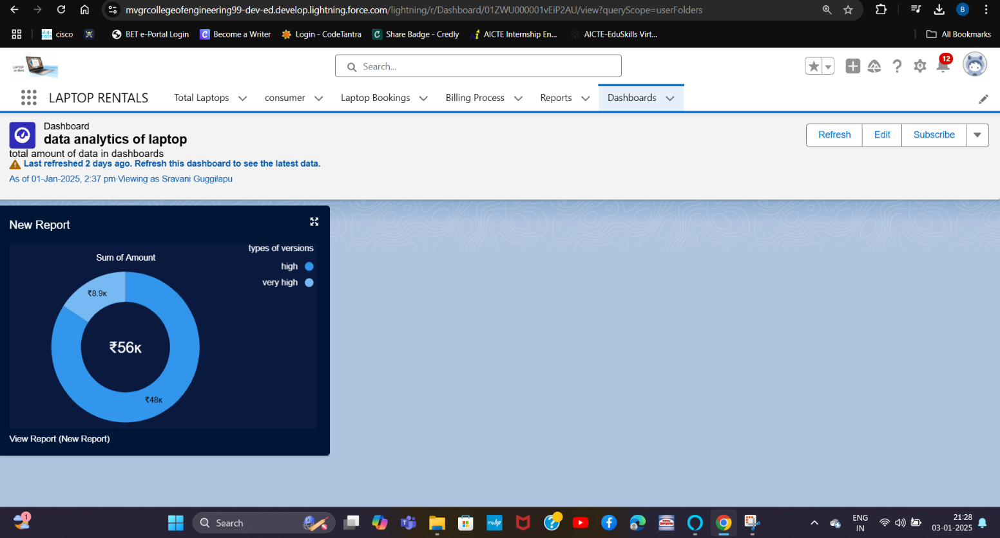 mvgrcollegeofengineering99-dev-ed.develop.lightning.force.com/lightning/r/Dashboard/01ZWU000001vEiP2AU/view?queryScope=userFolders
B
cisco
BET e-Portal Login
Become a Writer
Login - CodeTantra
Share Badge - Credly
AICTE Internship En...
AICTE-EduSkills Virt...
All Bookmarks
LAPTOP
on Rent
Search...
12
LAPTOP RENTALS
Total Laptops
consumer
Laptop Bookings
Billing Process
Reports
Dashboards
Dashboard
data analytics of laptop
total amount of data in dashboards
Last refreshed 2 days ago. Refresh this dashboard to see the latest data.
As of 01-Jan-2025, 2:37 pm·Viewing as Sravani Guggilapu
Refresh
Edit
Subscribe
New Report
types of versions
Sum of Amount
high
very high
₹8.9K
₹56K
₹48K
View Report (New Report)
1
Search
myhp
ENG
IN
21:28
03-01-2025